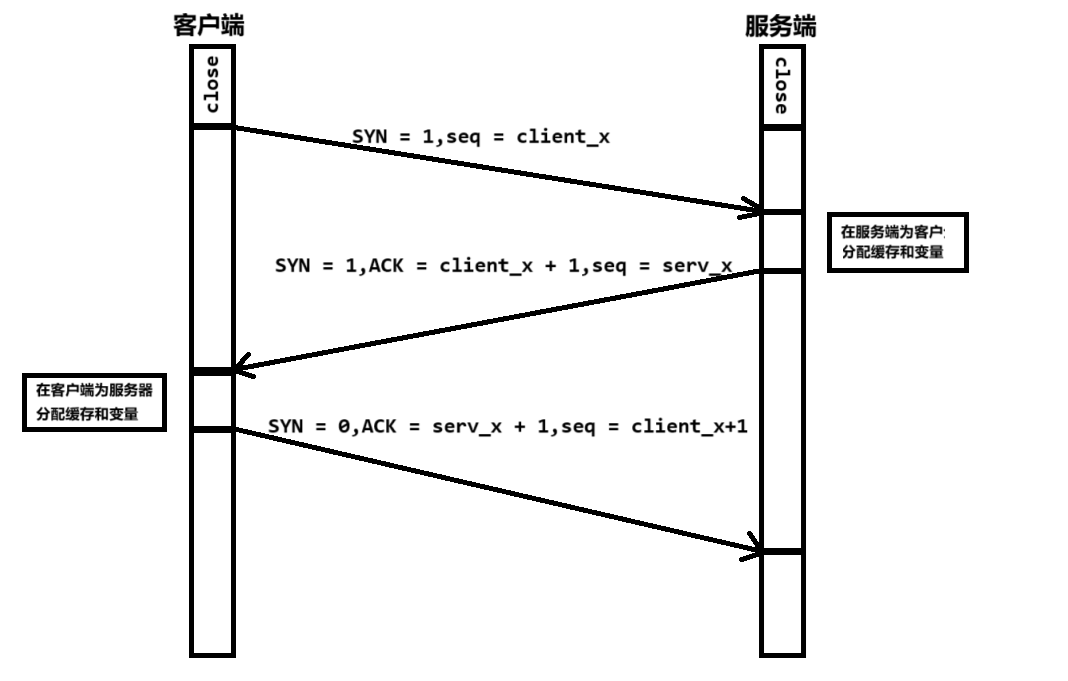 客户端
服务端
close
close
SYN = 1,seq = client_x
在服务端为客户
分配缓存和变量
SYN = 1,ACK = client_x + 1,seq = serv_x
在客户端为服务器
分配缓存和变量
SYN = 0,ACK = serv_x + 1,seq = client_x+1